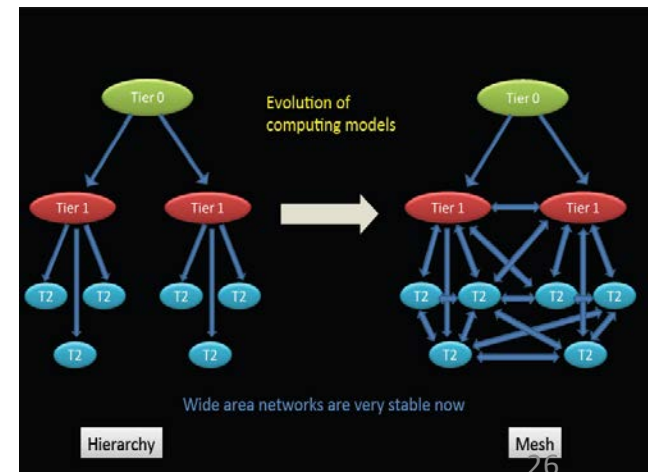 Tier 0
Tier 0
Evolution of
computing models
Tier 1
Tier 1
Tier 1
Tier 1
T2
T2
T2
T2
T2
T2
T2
T2
T2
T2
T2
T2
Wide area networks are very stable now
Hierarchy
Mesh
26